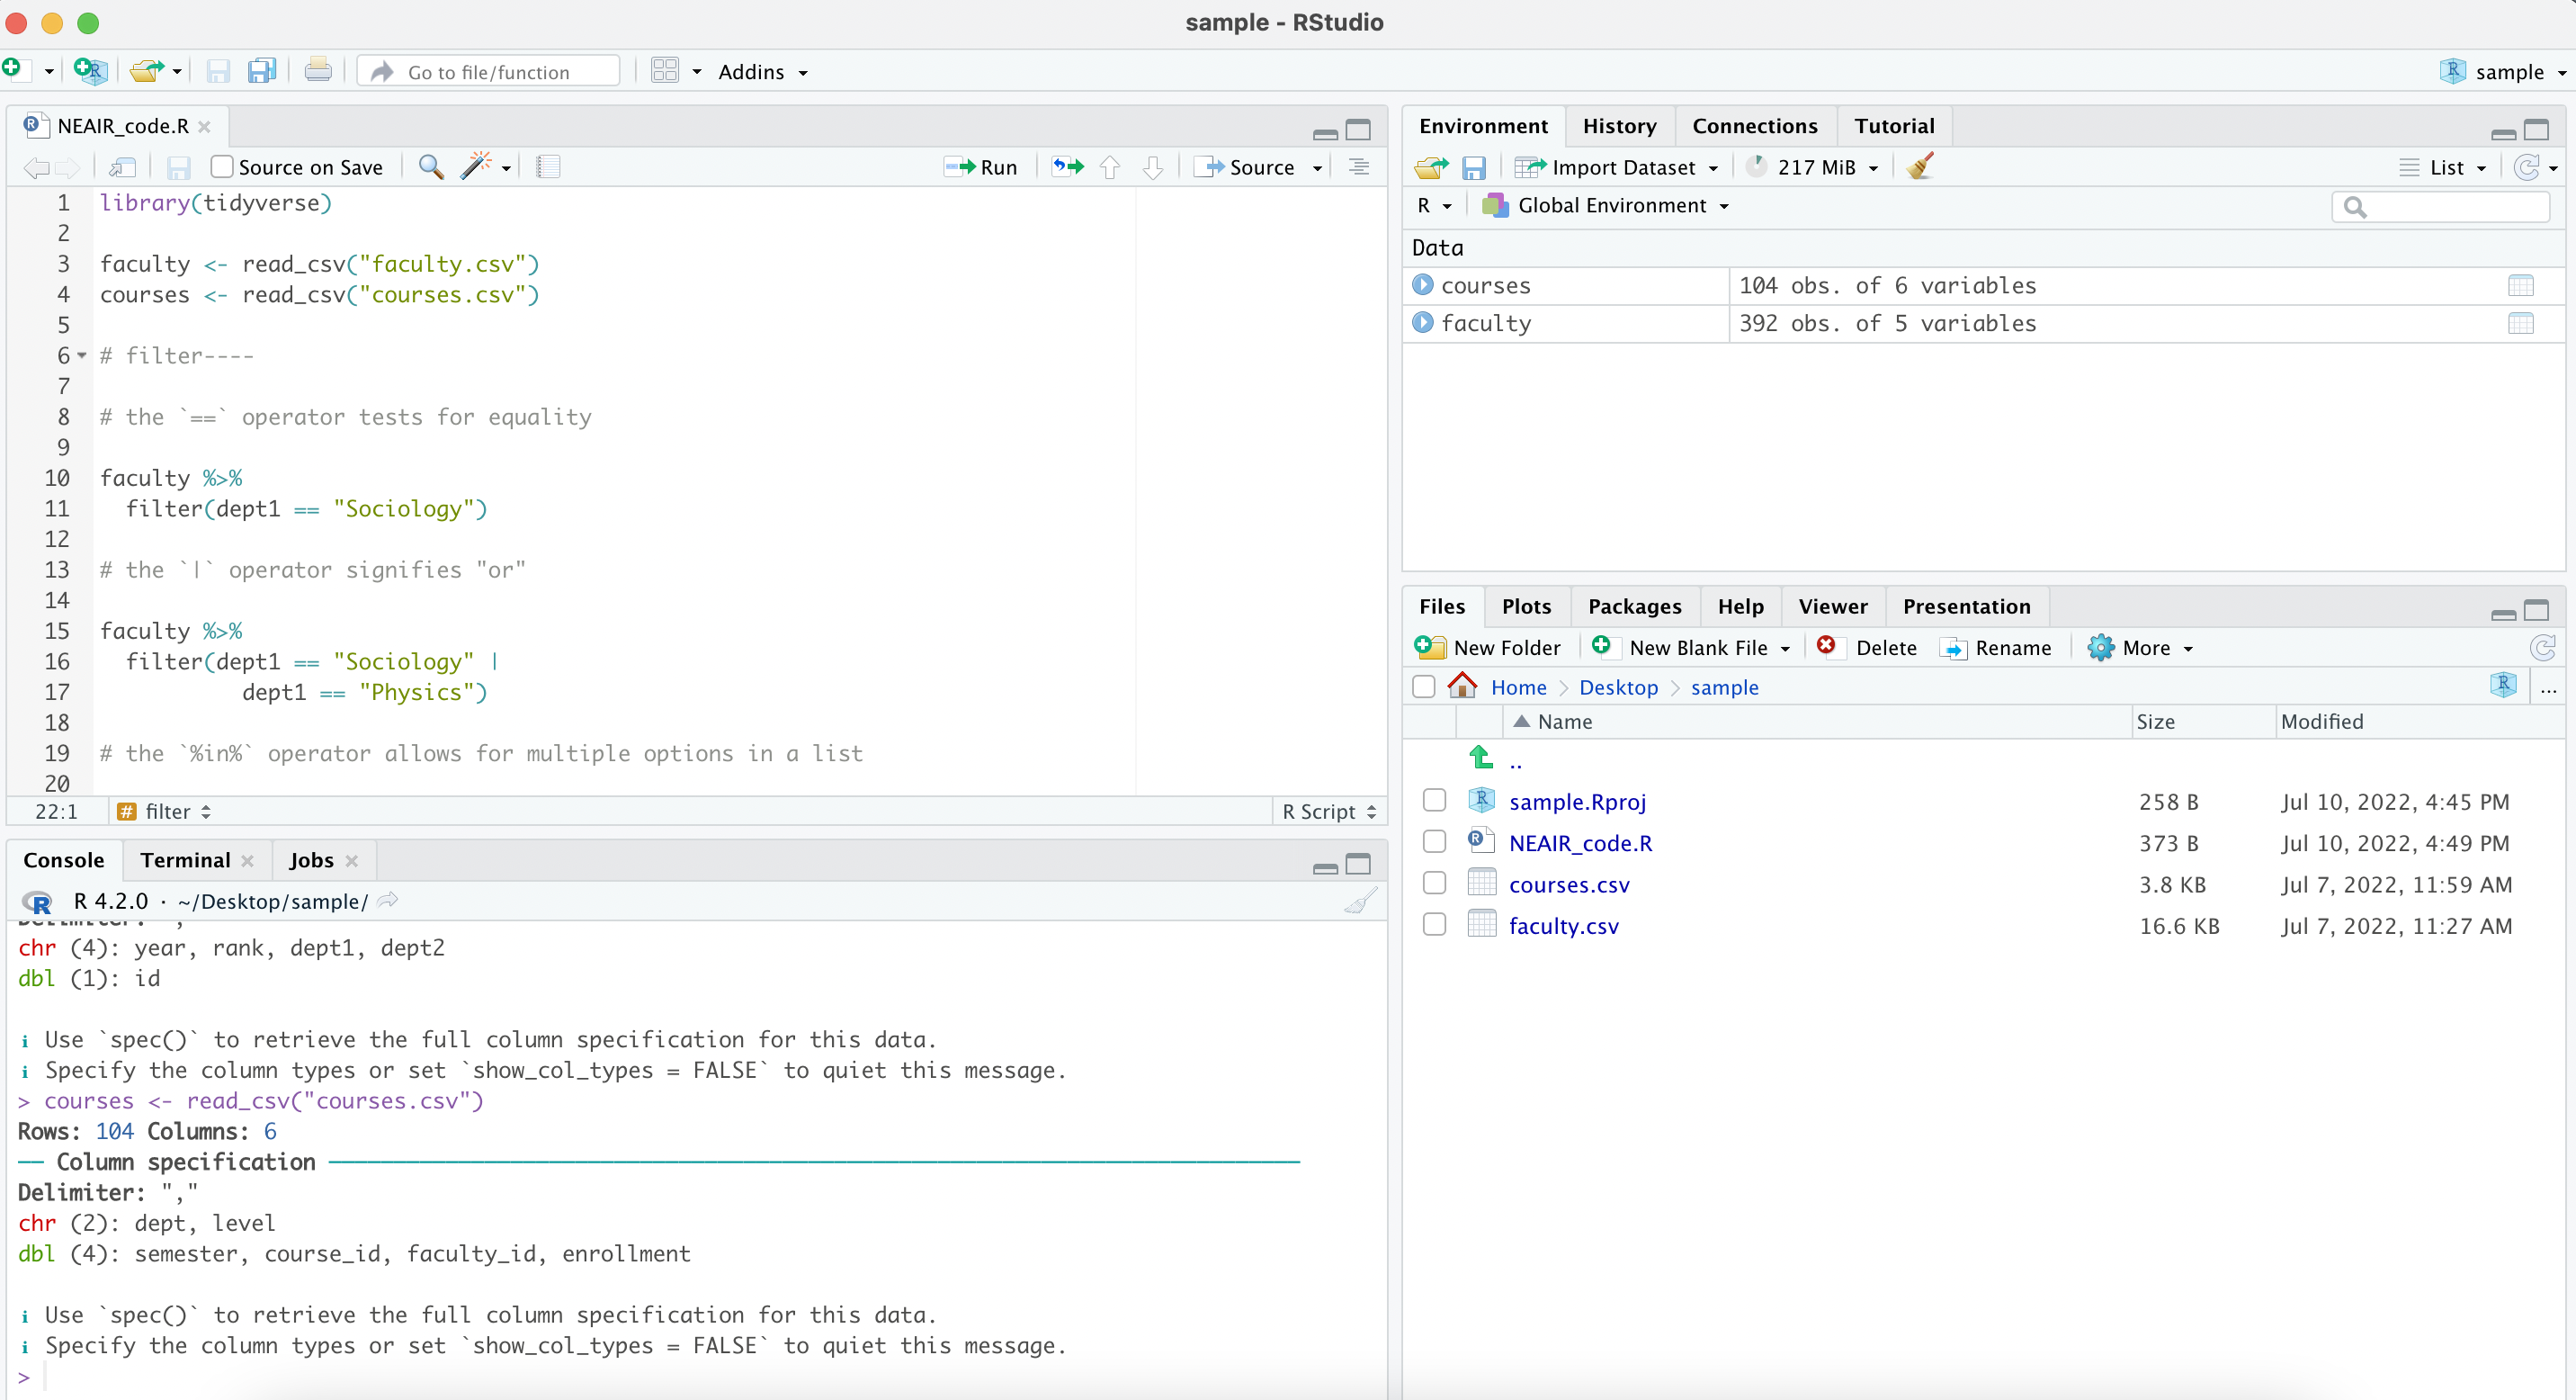 sample - RStudio
Go to file/function
Addins
sample
NEAIR_code.R
Source on Save
Run
Source
1 library(tidyverse)
2
3 faculty <- read_csv("faculty.csv")
4 courses <- read_csv("courses.csv")
5
6 # filter----
7
8 # the `==` operator tests for equality
9
10 faculty %>%
11 filter(dept1 == "Sociology")
12
13 # the `|` operator signifies "or"
14
15 faculty %>%
16 filter(dept1 == "Sociology" |
17 dept1 == "Physics")
18
19 # the `%in%` operator allows for multiple options in a list
20
22:1 # filter R Script
Console Terminal Jobs
R 4.2.0 · ~/Desktop/sample/
Delimiter: ","
chr (4): year, rank, dept1, dept2
dbl (1): id
i Use `spec()` to retrieve the full column specification for this data.
i Specify the column types or set `show_col_types = FALSE` to quiet this message.
> courses <- read_csv("courses.csv")
Rows: 104 Columns: 6
── Column specification ──
Delimiter: ","
chr (2): dept, level
dbl (4): semester, course_id, faculty_id, enrollment
i Use `spec()` to retrieve the full column specification for this data.
i Specify the column types or set `show_col_types = FALSE` to quiet this message.
>
Environment History Connections Tutorial
Import Dataset 217 MiB List
R Global Environment
Data
courses 104 obs. of 6 variables
faculty 392 obs. of 5 variables
Files Plots Packages Help Viewer Presentation
New Folder New Blank File Delete Rename More
Home Desktop sample ...
Name Size Modified
..
sample.Rproj 258 B Jul 10, 2022, 4:45 PM
NEAIR_code.R 373 B Jul 10, 2022, 4:49 PM
courses.csv 3.8 KB Jul 7, 2022, 11:59 AM
faculty.csv 16.6 KB Jul 7, 2022, 11:27 AM